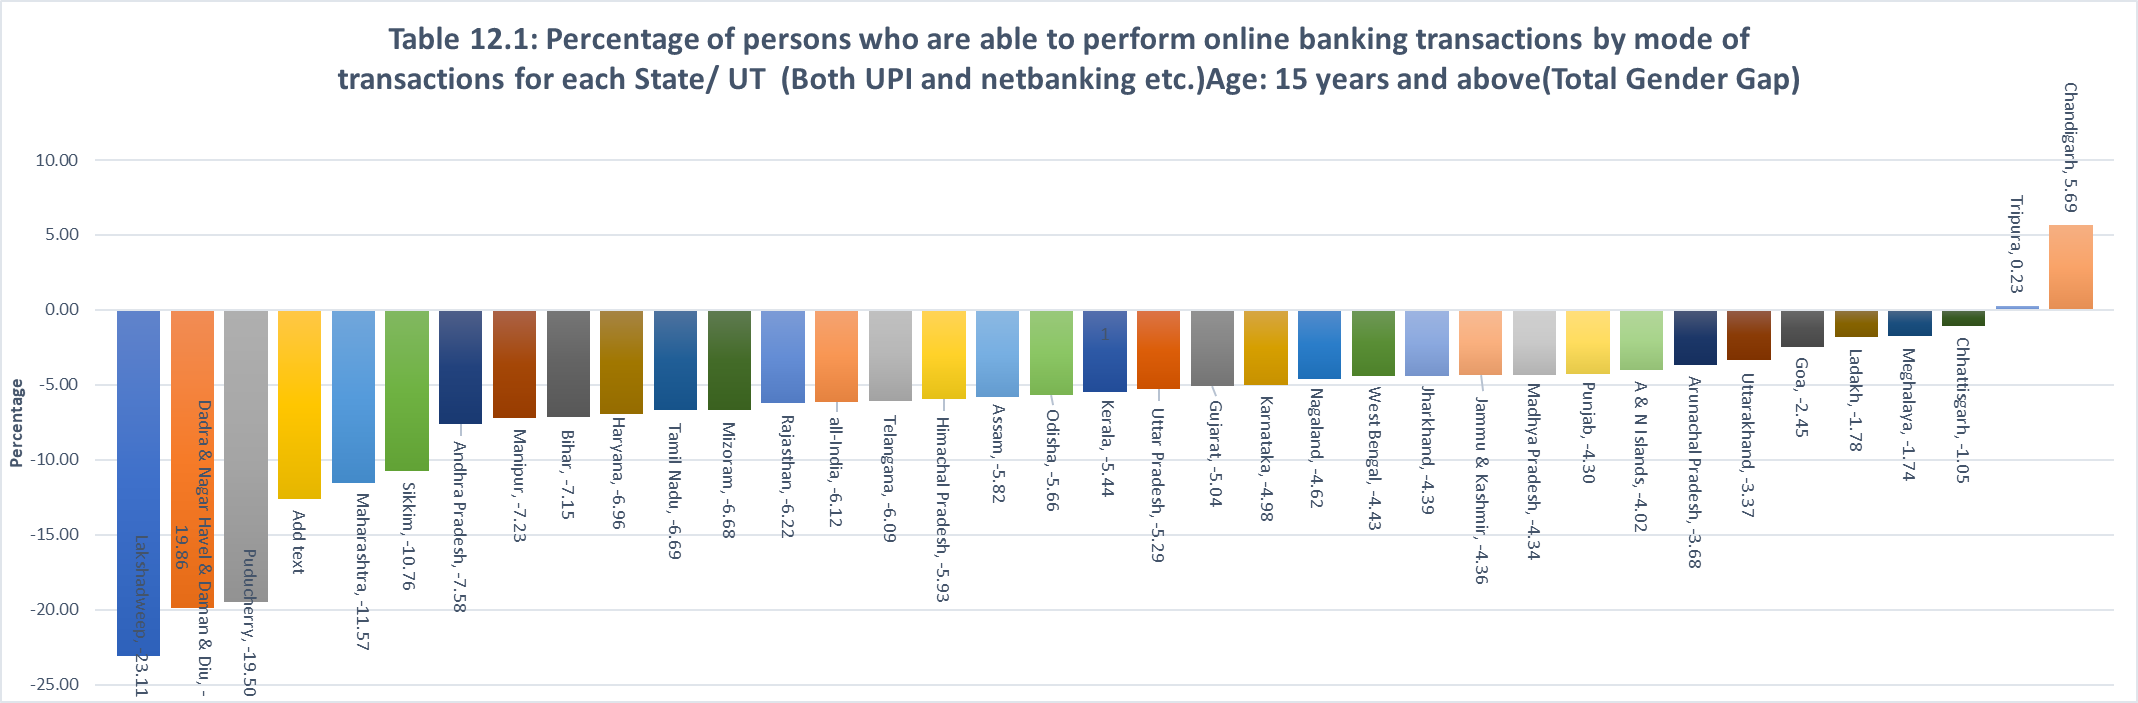 Table 12.1: Percentage of persons who are able to perform online banking transactions by mode of
transactions for each State/ UT  (Both UPI and netbanking etc.)Age: 15 years and above(Total Gender Gap)
Percentage
10.00
5.00
0.00
-5.00
-10.00
-15.00
-20.00
-25.00
Lakshadweep, -23.11
Dadra & Nagar Havel & Daman & Diu, -
19.86
Puducherry, -19.50
Add text
Maharashtra, -11.57
Sikkim, -10.76
Andhra Pradesh, -7.58
Manipur, -7.23
Bihar, -7.15
Haryana, -6.96
Tamil Nadu, -6.69
Mizoram, -6.68
Rajasthan, -6.22
all-India, -6.12
Telangana, -6.09
Himachal Pradesh, -5.93
Assam, -5.82
Odisha, -5.66
1
Kerala, -5.44
Uttar Pradesh, -5.29
Gujarat, -5.04
Karnataka, -4.98
Nagaland, -4.62
West Bengal, -4.43
Jharkhand, -4.39
Jammu & Kashmir, -4.36
Madhya Pradesh, -4.34
Punjab, -4.30
A & N Islands, -4.02
Arunachal Pradesh, -3.68
Uttarakhand, -3.37
Goa, -2.45
Ladakh, -1.78
Meghalaya, -1.74
Chhattisgarh, -1.05
Tripura, 0.23
Chandigarh, 5.69